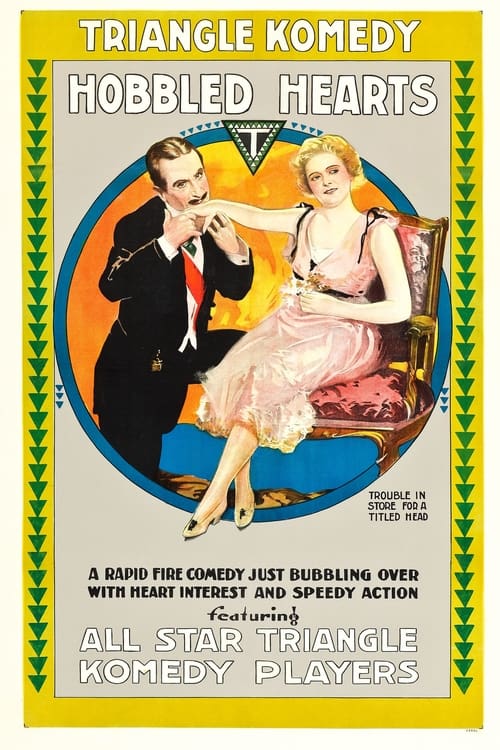 TRIANGLE KOMEDY
HOBBLED HEARTS
T
TROUBLE IN
STORE FOR A
TITLED HEAD
A RAPID FIRE COMEDY JUST BUBBLING OVER
WITH HEART INTEREST AND SPEEDY ACTION
featuring
ALL STAR TRIANGLE
KOMEDY PLAYERS